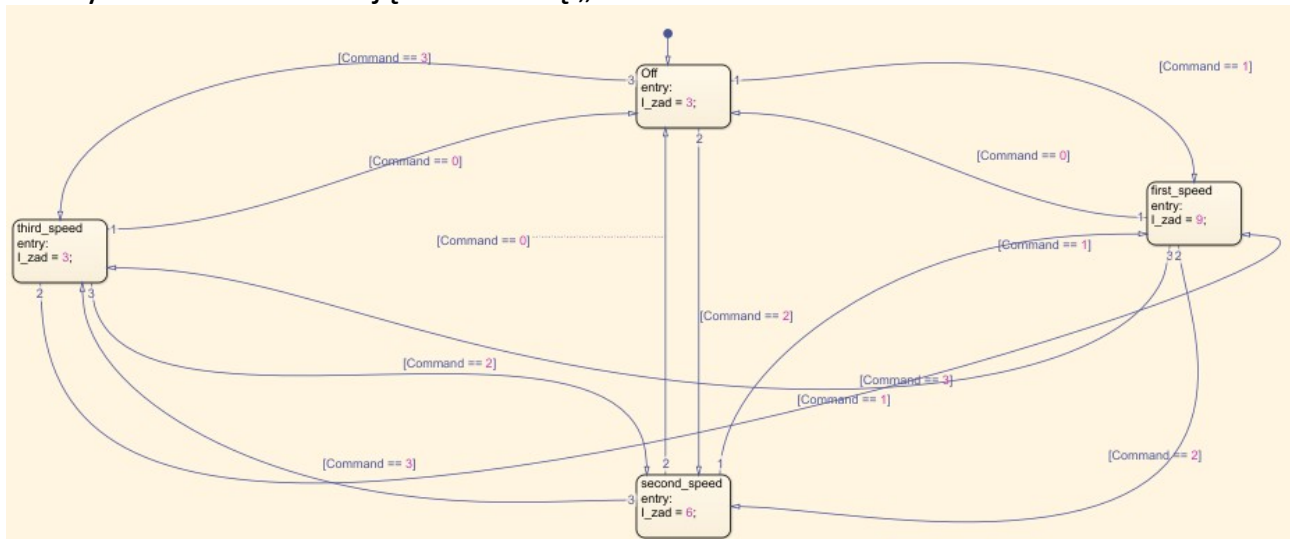 [Command == 3]
3
Off
entry:
I_zad = 3;
1
[Command == 1]
2
[Command == 0]
[Command == 0]
first_speed
entry:
I_zad = 9;
1
third_speed
entry:
I_zad = 3;
1
[Command == 0]
[Command == 1]
3 2
2
3
[Command == 2]
[Command == 2]
[Command == 3]
[Command == 1]
[Command == 3]
[Command == 2]
2
1
3
second_speed
entry:
I_zad = 6;